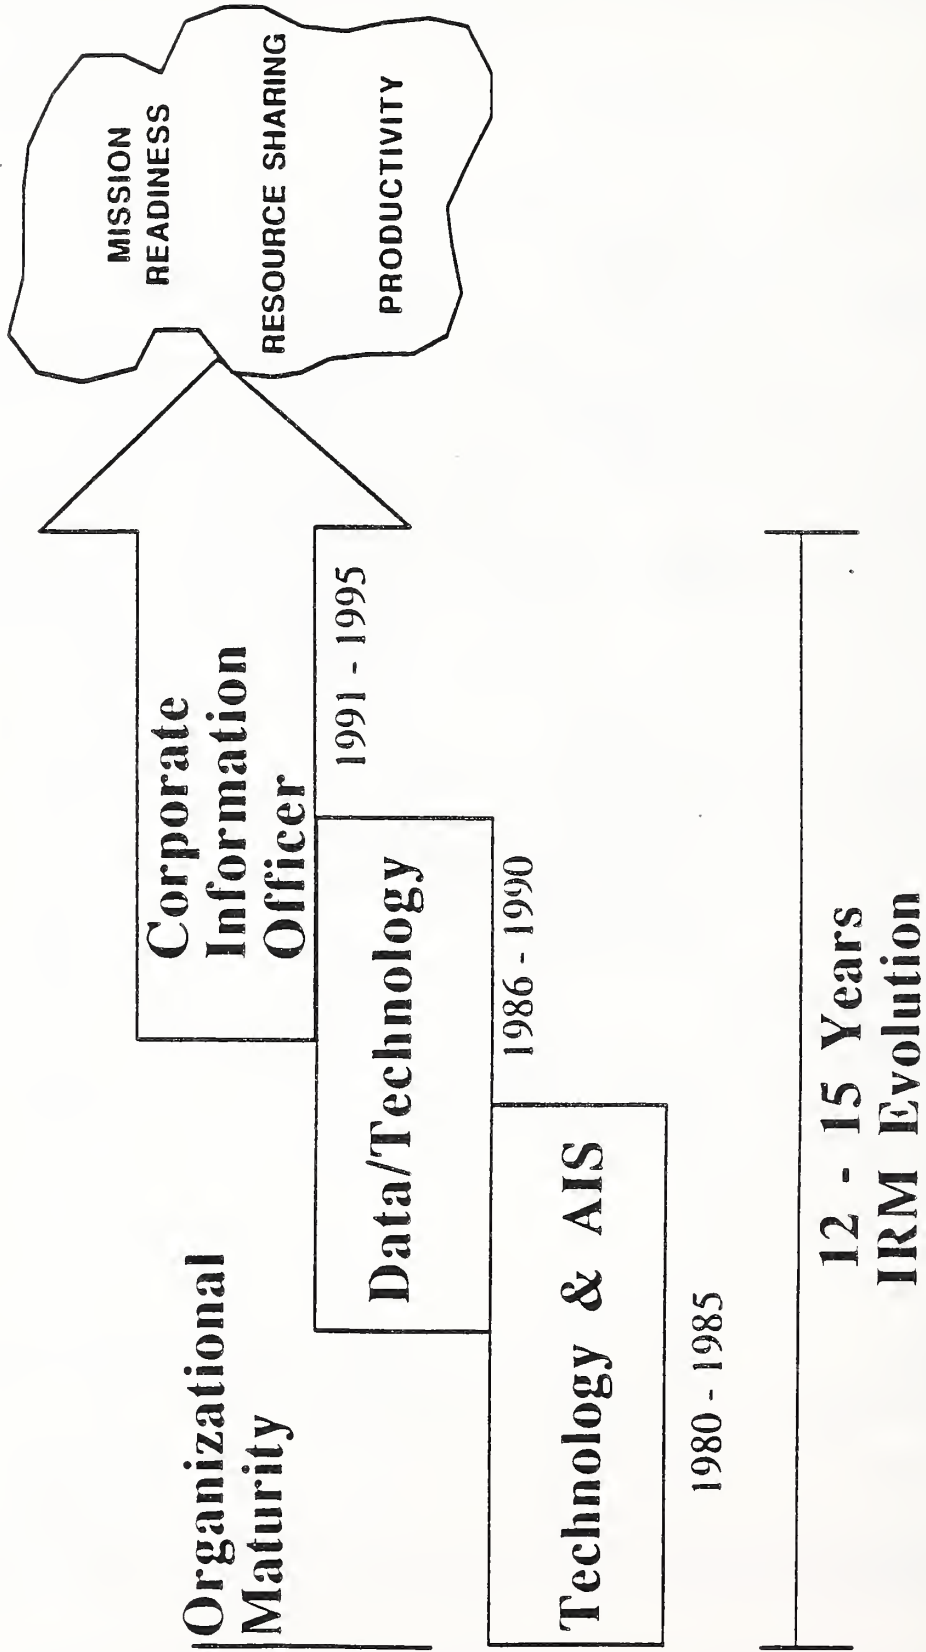 Organizational
Maturity
Corporate
Information
Officer
1991 - 1995
MISSION
READINESS
RESOURCE SHARING
PRODUCTIVITY
Data/Technology
1986 - 1990
Technology & AIS
1980 - 1985
12 - 15 Years
IRM Evolution